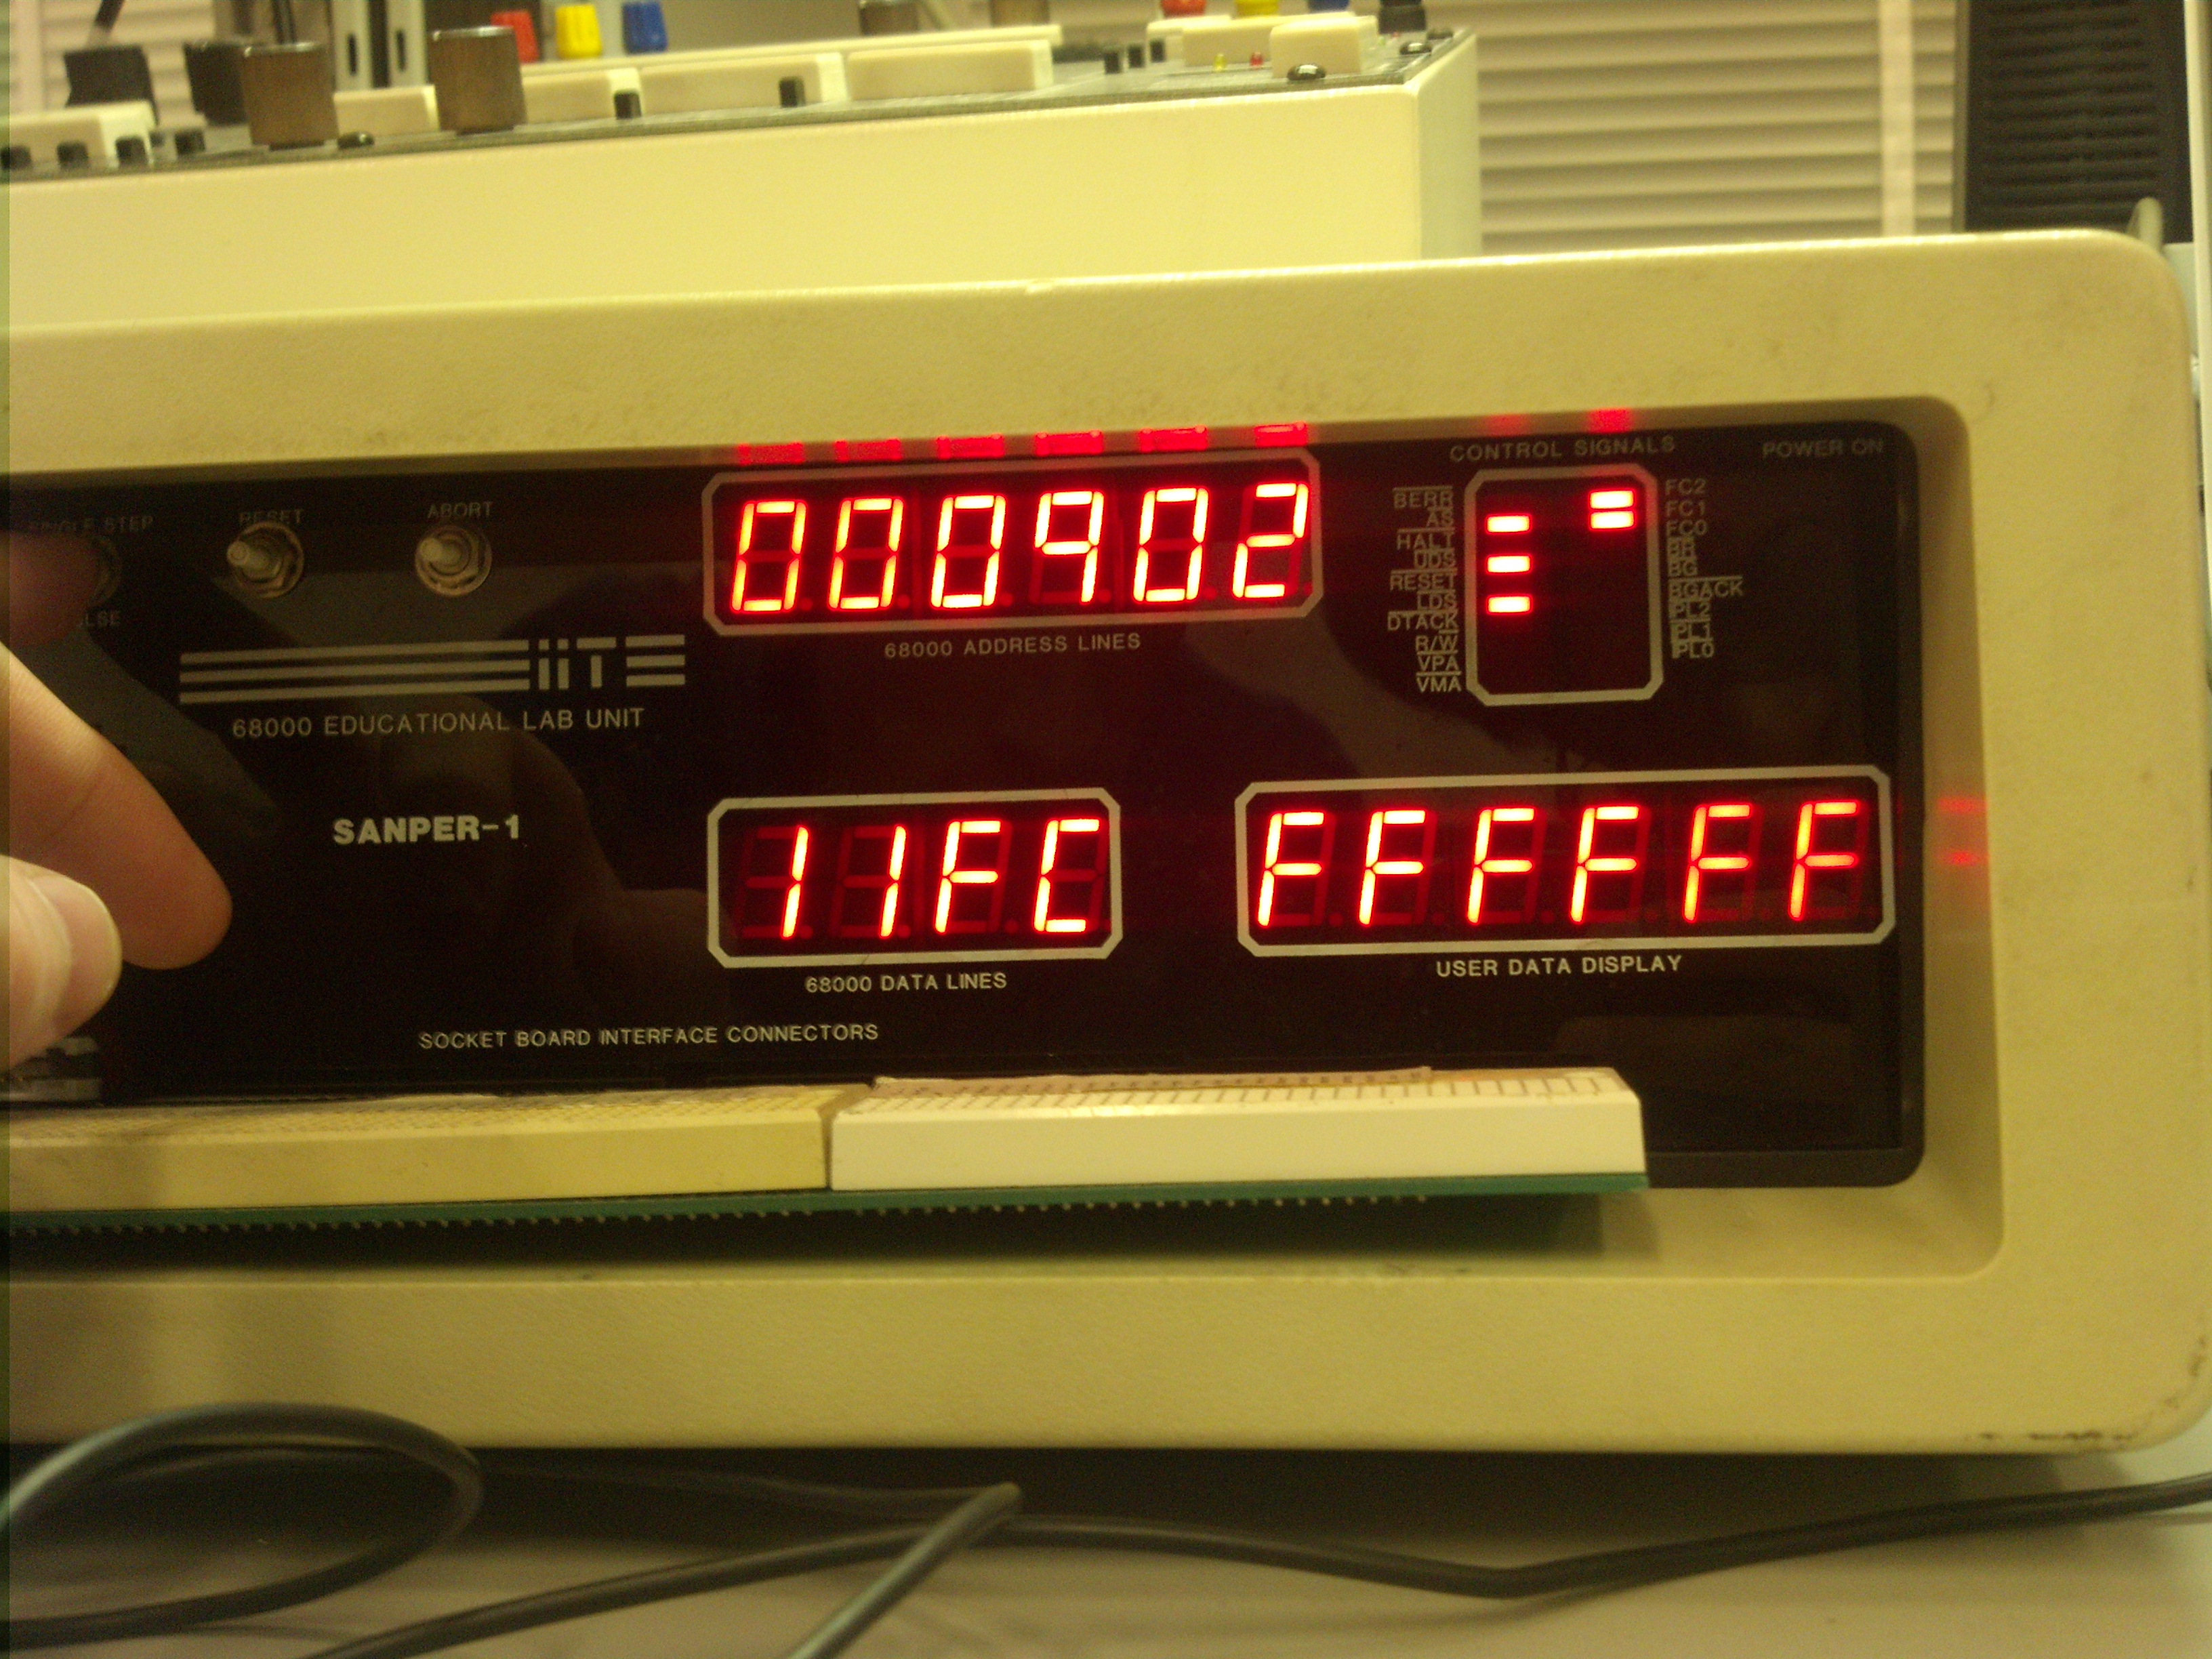 SINGLE STEP
RESET
ABORT
000902
68000 ADDRESS LINES
CONTROL SIGNALS
POWER ON
BERR
AS
HALT
UDS
RESET
LDS
DTACK
R/W
VPA
VMA
FC2
FC1
FC0
BR
BG
BGACK
IPL2
IPL1
IPL0
iiTE
68000 EDUCATIONAL LAB UNIT
SANPER-1
11FC
68000 DATA LINES
FFFFFF
USER DATA DISPLAY
SOCKET BOARD INTERFACE CONNECTORS